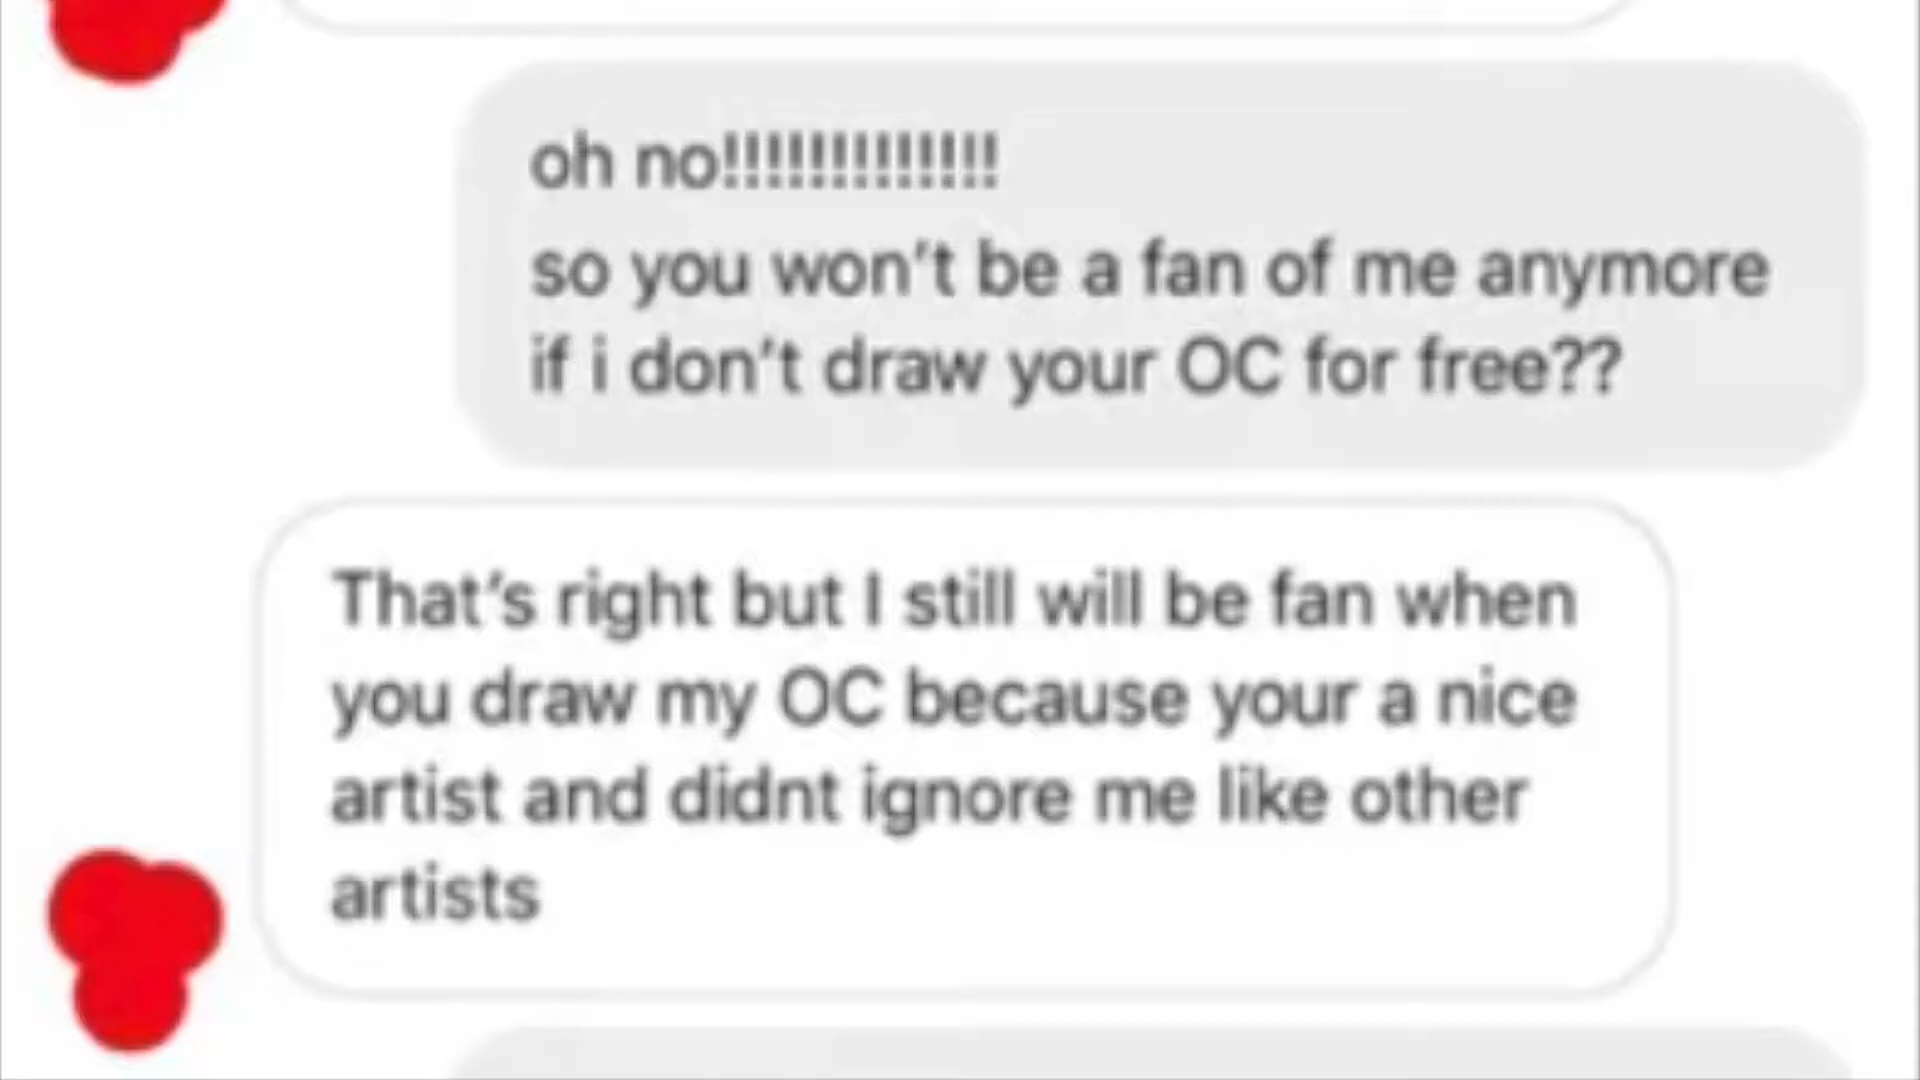 oh no!!!!!!!!!!!!!
so you won't be a fan of me anymore
if i don't draw your OC for free??
That's right but I still will be fan when
you draw my OC because your a nice
artist and didnt ignore me like other
artists